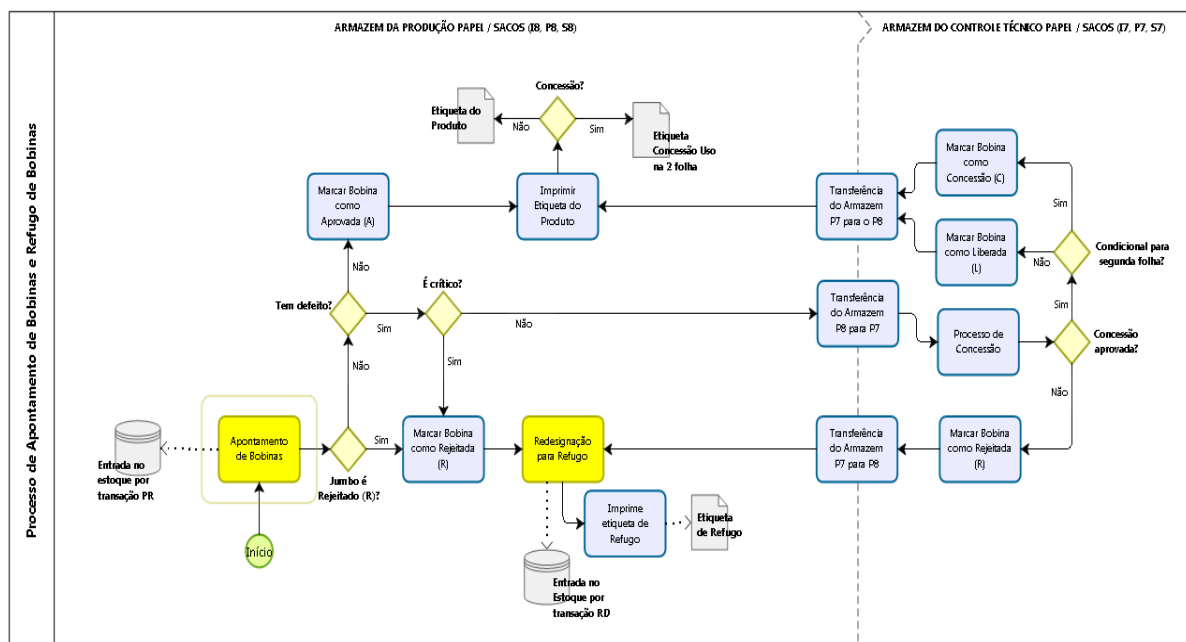 Processo de Apontamento de Bobinas e Refugo de Bobinas
ARMAZEM DA PRODUÇÃO PAPEL / SACOS (I8, P8, S8)
ARMAZEM DO CONTROLE TÉCNICO PAPEL / SACOS (I7, P7, S7)
Concessão?
Etiqueta do
Produto
Não
Sim
Etiqueta
Concessão Uso
na 2 folha
Marcar Bobina
como
Aprovada (A)
Imprimir
Etiqueta do
Produto
Transferência
do Armazem
P7 para o P8
Marcar Bobina
como
Concessão (C)
Sim
Marcar Bobina
como Liberada
(L)
Não
Condicional para
segunda folha?
Não
Tem defeito?
Sim
É crítico?
Não
Transferência
do Armazem
P8 para P7
Processo de
Concessão
Sim
Concessão
aprovada?
Não
Sim
Não
Entrada no
estoque por
transação PR
Apontamento
de Bobinas
Sim
Jumbo é
Rejeitado (R)?
Marcar Bobina
como Rejeitada
(R)
Redesignação
para Refugo
Transferência
do Armazem
P7 para P8
Marcar Bobina
como Rejeitada
(R)
Início
Imprime
etiqueta de
Refugo
Etiqueta
de Refugo
Entrada no
Estoque por
transação RD